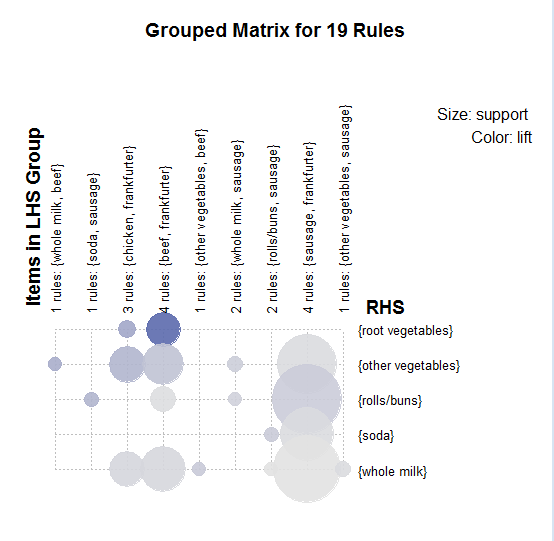 Grouped Matrix for 19 Rules
Size: support
Color: lift
Items in LHS Group
1 rules: {whole milk, beef}
1 rules: {soda, sausage}
3 rules: {chicken, frankfurter}
4 rules: {beef, frankfurter}
1 rules: {other vegetables, beef}
2 rules: {whole milk, sausage}
2 rules: {rolls/buns, sausage}
4 rules: {sausage, frankfurter}
1 rules: {other vegetables, sausage}
RHS
{root vegetables}
{other vegetables}
{rolls/buns}
{soda}
{whole milk}